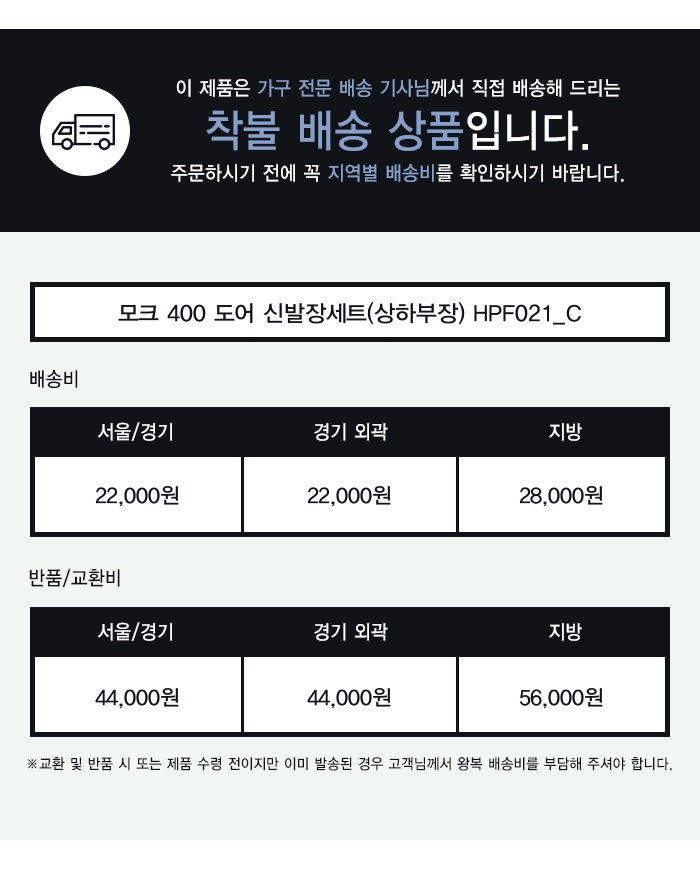 이 제품은 가구 전문 배송 기사님께서 직접 배송해 드리는
착불 배송 상품입니다.
주문하시기 전에 꼭 지역별 배송비를 확인하시기 바랍니다.
모크 400 도어 신발장세트(상하부장) HPF021_C
배송비
서울/경기 경기 외곽 지방
22,000원 22,000원 28,000원
반품/교환비
서울/경기 경기 외곽 지방
44,000원 44,000원 56,000원
※교환 및 반품 시 또는 제품 수령 전이지만 이미 발송된 경우 고객님께서 왕복 배송비를 부담해 주셔야 합니다.